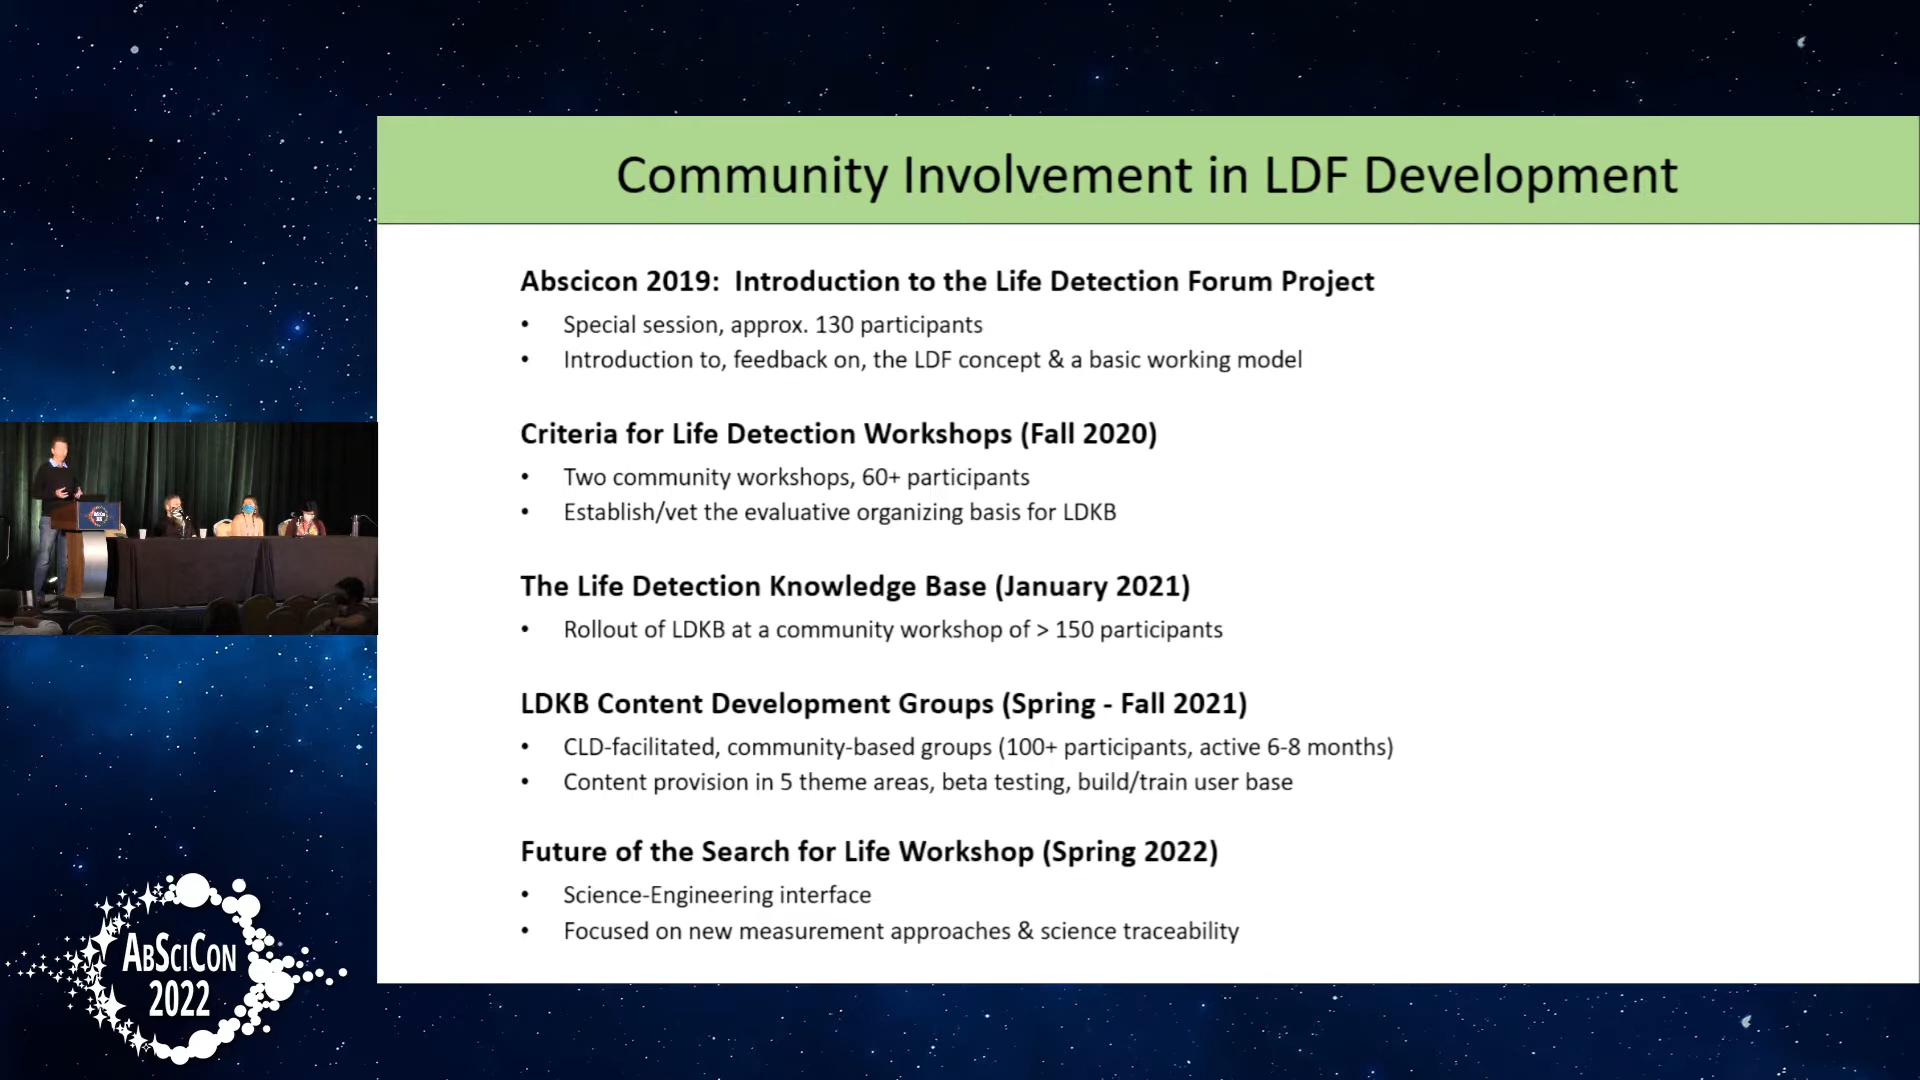 Community Involvement in LDF Development
Abscicon 2019:  Introduction to the Life Detection Forum Project
• Special session, approx. 130 participants
• Introduction to, feedback on, the LDF concept & a basic working model
Criteria for Life Detection Workshops (Fall 2020)
• Two community workshops, 60+ participants
• Establish/vet the evaluative organizing basis for LDKB
The Life Detection Knowledge Base (January 2021)
• Rollout of LDKB at a community workshop of > 150 participants
LDKB Content Development Groups (Spring - Fall 2021)
• CLD-facilitated, community-based groups (100+ participants, active 6-8 months)
• Content provision in 5 theme areas, beta testing, build/train user base
Future of the Search for Life Workshop (Spring 2022)
• Science-Engineering interface
• Focused on new measurement approaches & science traceability
ABSCICON
2022